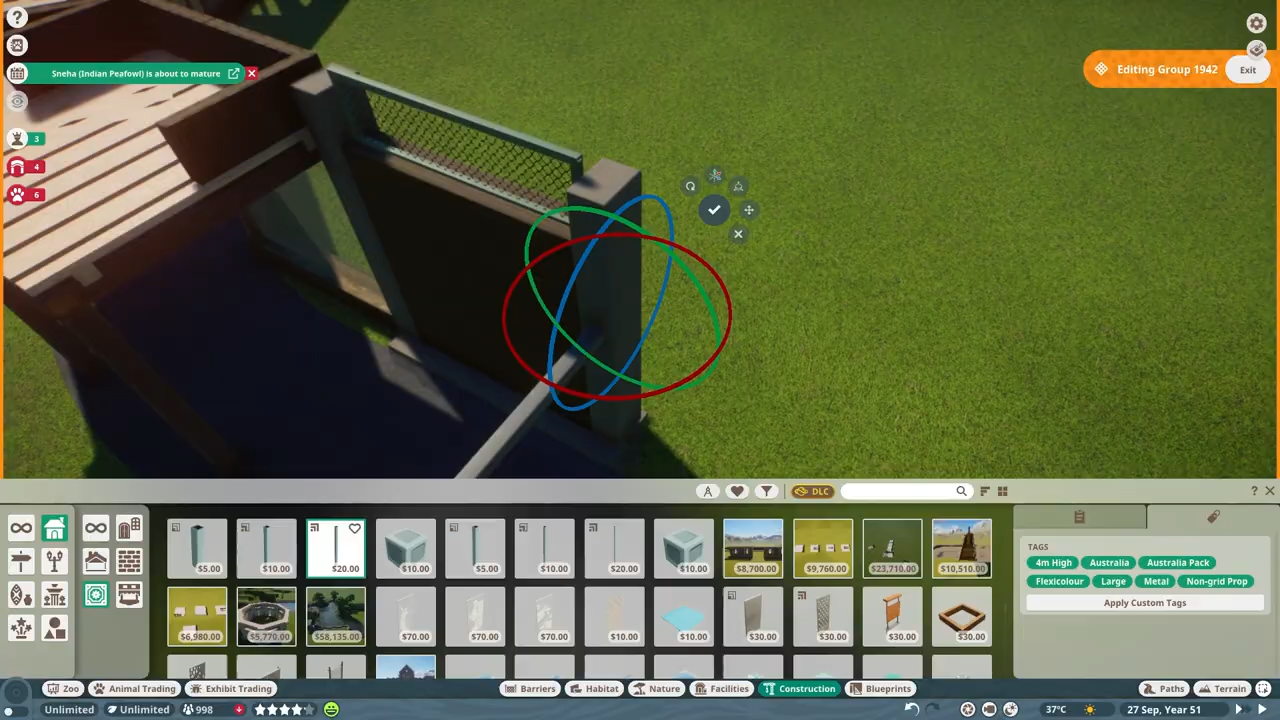 ?
Sneha (Indian Peafowl) is about to mature
3
4
6
Editing Group 1942
Exit
DLC
?
$5.00
$10.00
$20.00
$10.00
$5.00
$10.00
$20.00
$10.00
$8,700.00
$9,760.00
$23,710.00
$10,510.00
$6,980.00
$5,770.00
$58,135.00
$70.00
$70.00
$70.00
$10.00
$10.00
$30.00
$30.00
$30.00
$30.00
TAGS
4m High
Australia
Australia Pack
Flexicolour
Large
Metal
Non-grid Prop
Apply Custom Tags
Zoo
Animal Trading
Exhibit Trading
Barriers
Habitat
Nature
Facilities
Construction
Blueprints
Paths
Terrain
Unlimited
Unlimited
998
37°C
27 Sep, Year 51